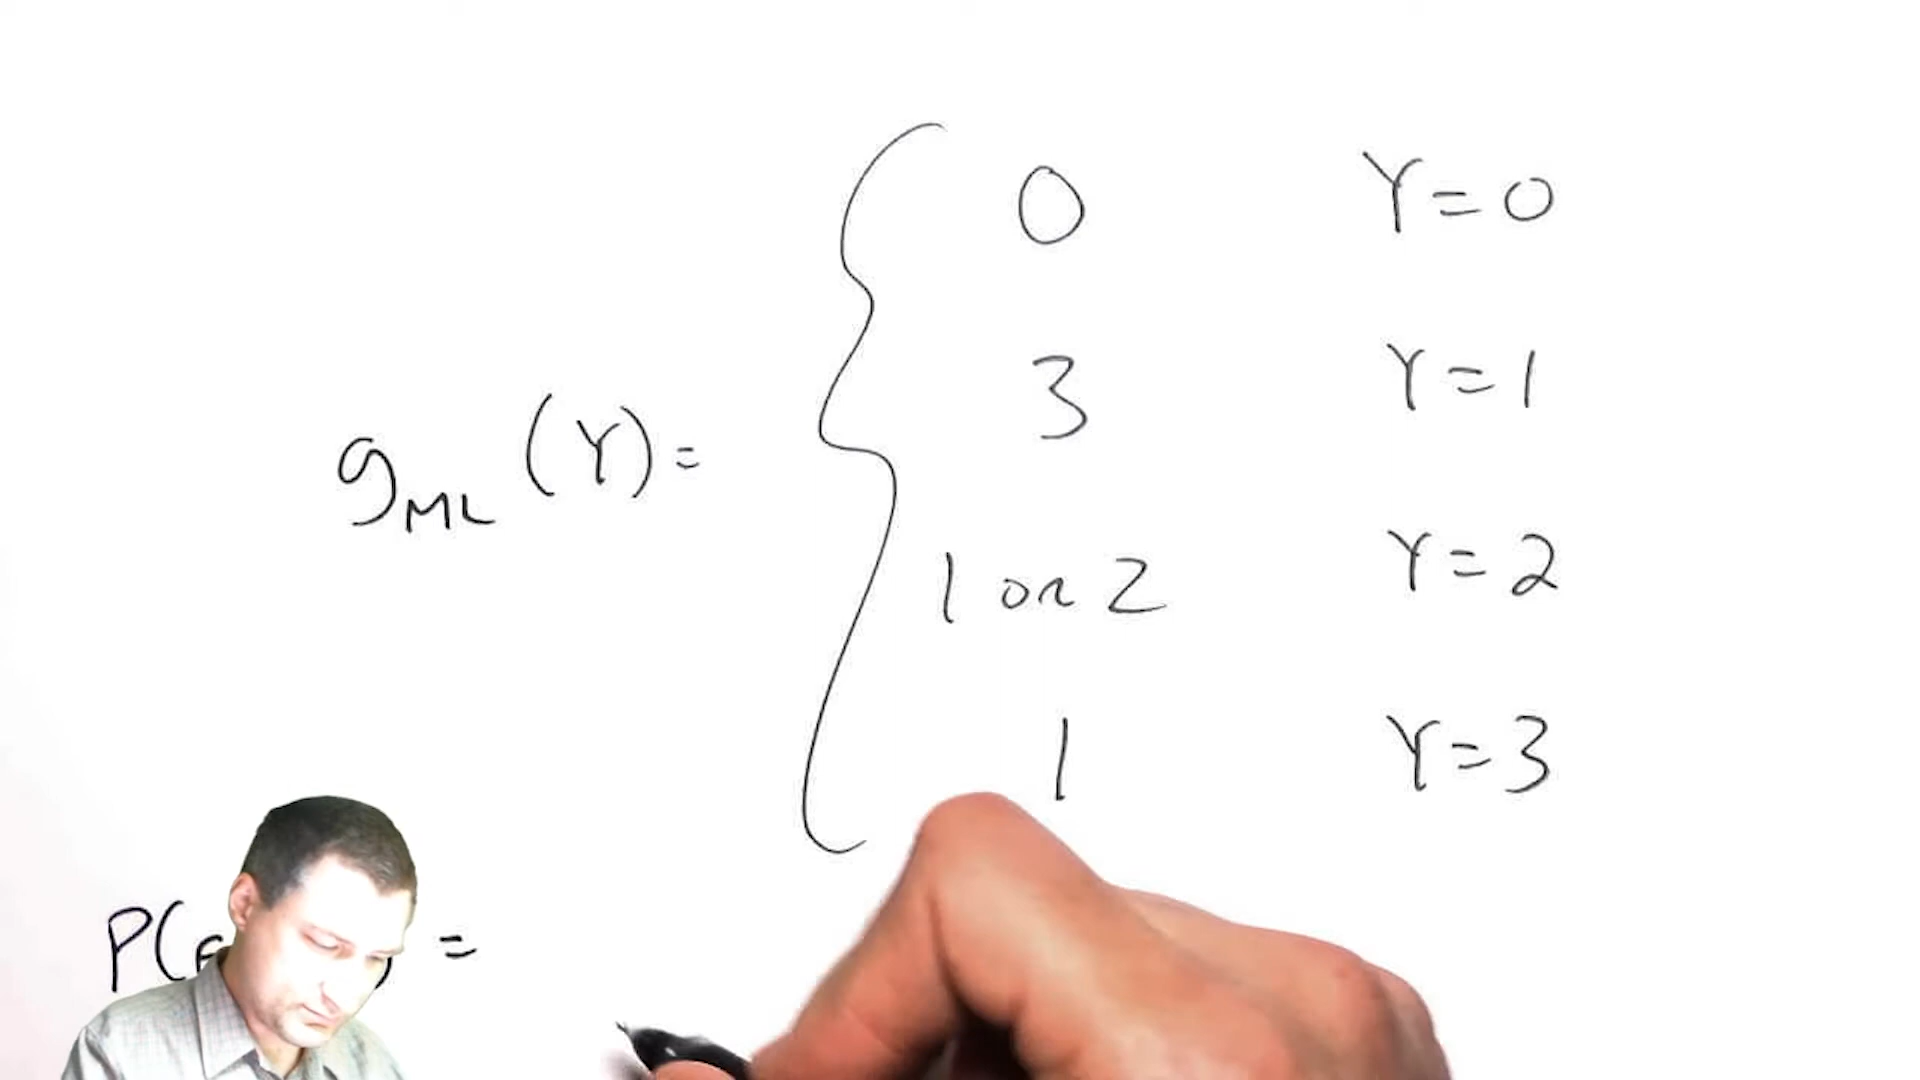 0 Y = 0
3 Y = 1
g_ML (Y) =
1 or 2 Y = 2
1 Y = 3
P( ) =